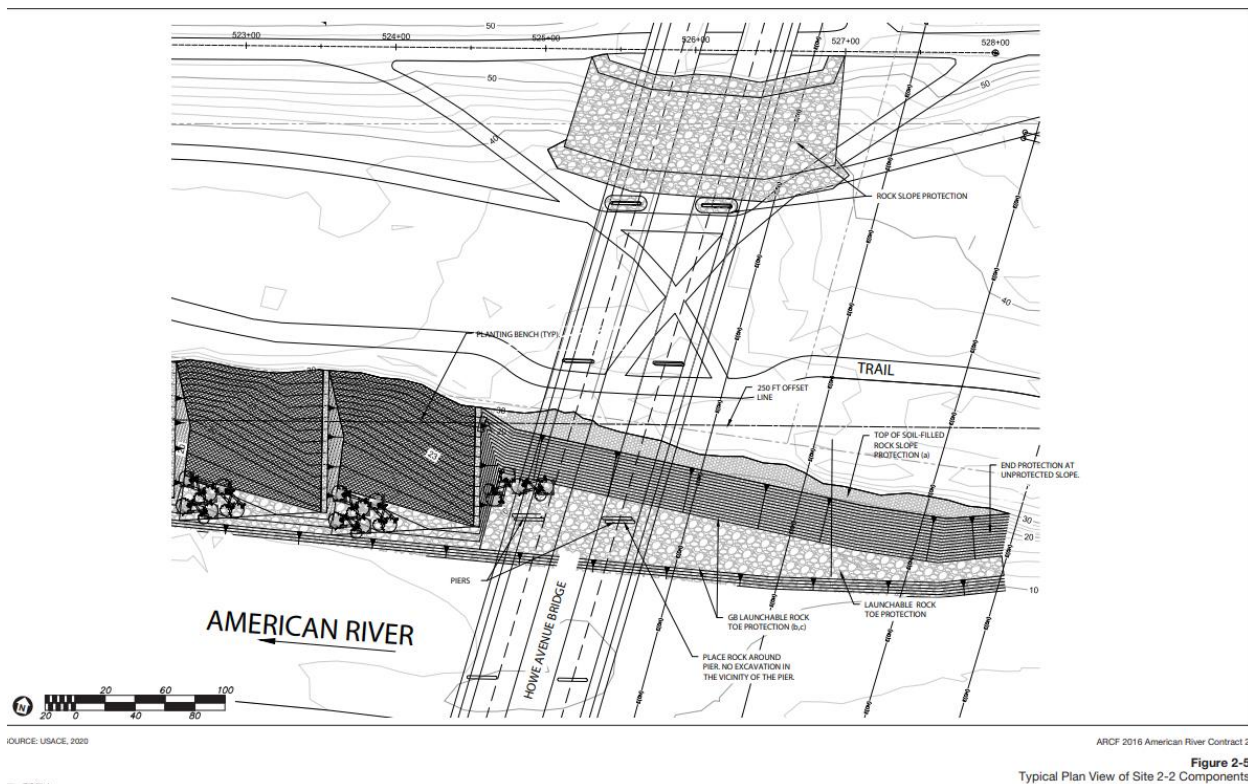 50
523+00
524+00
525+00
526+00
527+00
528+00
50
50
40
ROCK SLOPE PROTECTION
40
PLANTING BENCH (TYP).
TRAIL
250 FT OFFSET
LINE
30
30
TOP OF SOIL-FILLED
ROCK SLOPE
PROTECTION (a)
END PROTECTION AT
UNPROTECTED SLOPE.
20
23
30
20
10
PIERS
LAUNCHABLE ROCK
TOE PROTECTION
GB LAUNCHABLE ROCK
TOE PROTECTION (b,c)
AMERICAN RIVER
HOWE AVENUE BRIDGE
PLACE ROCK AROUND
PIER. NO EXCAVATION IN
THE VICINITY OF THE PIER.
N
20 60 100
20 0 40 80
SOURCE: USACE, 2020
ARCF 2016 American River Contract 2
Figure 2-5
Typical Plan View of Site 2-2 Components